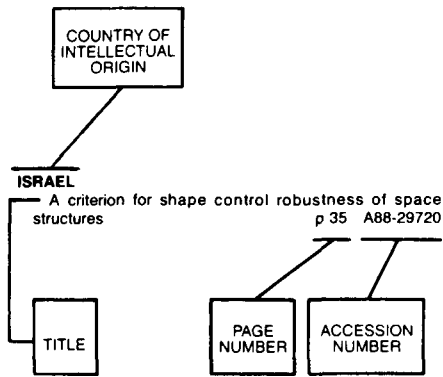 COUNTRY OF
INTELLECTUAL
ORIGIN
ISRAEL
A criterion for shape control robustness of space
structures p 35 A88-29720
TITLE
PAGE
NUMBER
ACCESSION
NUMBER